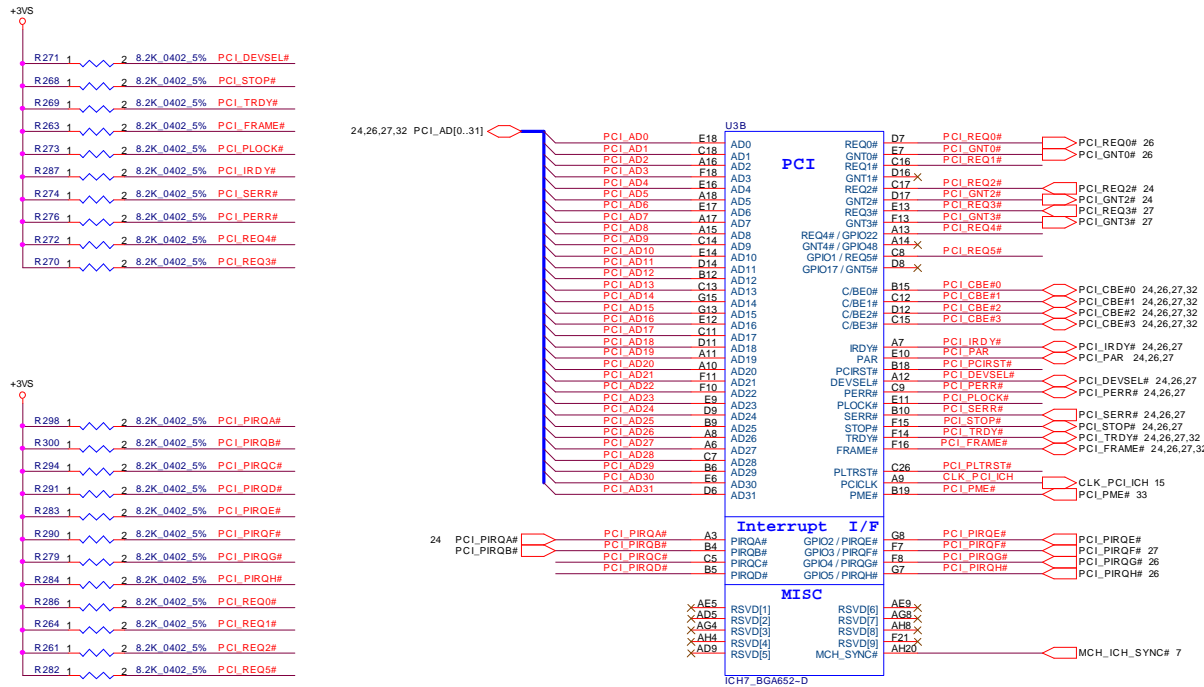 +3VS
R271 1 2 8.2K_0402_5% PCI_DEVSEL#
R268 1 2 8.2K_0402_5% PCI_STOP#
R269 1 2 8.2K_0402_5% PCI_TRDY#
R263 1 2 8.2K_0402_5% PCI_FRAME#
R273 1 2 8.2K_0402_5% PCI_PLOCK#
R287 1 2 8.2K_0402_5% PCI_IRDY#
R274 1 2 8.2K_0402_5% PCI_SERR#
R276 1 2 8.2K_0402_5% PCI_PERR#
R272 1 2 8.2K_0402_5% PCI_REQ4#
R270 1 2 8.2K_0402_5% PCI_REQ3#
+3VS
R298 1 2 8.2K_0402_5% PCI_PIRQA#
R300 1 2 8.2K_0402_5% PCI_PIRQB#
R294 1 2 8.2K_0402_5% PCI_PIRQC#
R291 1 2 8.2K_0402_5% PCI_PIRQD#
R283 1 2 8.2K_0402_5% PCI_PIRQE#
R290 1 2 8.2K_0402_5% PCI_PIRQF#
R279 1 2 8.2K_0402_5% PCI_PIRQG#
R284 1 2 8.2K_0402_5% PCI_PIRQH#
R286 1 2 8.2K_0402_5% PCI_REQ0#
R264 1 2 8.2K_0402_5% PCI_REQ1#
R261 1 2 8.2K_0402_5% PCI_REQ2#
R282 1 2 8.2K_0402_5% PCI_REQ5#
24,26,27,32 PCI_AD[0..31]
U3B
PCI
PCI_AD0 E18 AD0
PCI_AD1 C18 AD1
PCI_AD2 A16 AD2
PCI_AD3 F18 AD3
PCI_AD4 E16 AD4
PCI_AD5 A18 AD5
PCI_AD6 E17 AD6
PCI_AD7 A17 AD7
PCI_AD8 A15 AD8
PCI_AD9 C14 AD9
PCI_AD10 E14 AD10
PCI_AD11 D14 AD11
PCI_AD12 B12 AD12
PCI_AD13 C13 AD13
PCI_AD14 G15 AD14
PCI_AD15 G13 AD15
PCI_AD16 E12 AD16
PCI_AD17 C11 AD17
PCI_AD18 D11 AD18
PCI_AD19 A11 AD19
PCI_AD20 A10 AD20
PCI_AD21 F11 AD21
PCI_AD22 F10 AD22
PCI_AD23 E9 AD23
PCI_AD24 D9 AD24
PCI_AD25 B9 AD25
PCI_AD26 A8 AD26
PCI_AD27 A6 AD27
PCI_AD28 C7 AD28
PCI_AD29 B6 AD29
PCI_AD30 E6 AD30
PCI_AD31 D6 AD31
REQ0# D7 PCI_REQ0# PCI_REQ0# 26
GNT0# E7 PCI_GNT0# PCI_GNT0# 26
REQ1# C16 PCI_REQ1#
GNT1# D16
REQ2# C17 PCI_REQ2# PCI_REQ2# 24
GNT2# D17 PCI_GNT2# PCI_GNT2# 24
REQ3# E13 PCI_REQ3# PCI_REQ3# 27
GNT3# F13 PCI_GNT3# PCI_GNT3# 27
REQ4# / GPIO22 A13 PCI_REQ4#
GNT4# / GPIO48 A14
GPIO1 / REQ5# C8 PCI_REQ5#
GPIO17 / GNT5# D8
C/BE0# B15 PCI_CBE#0 PCI_CBE#0 24,26,27,32
C/BE1# C12 PCI_CBE#1 PCI_CBE#1 24,26,27,32
C/BE2# D12 PCI_CBE#2 PCI_CBE#2 24,26,27,32
C/BE3# C15 PCI_CBE#3 PCI_CBE#3 24,26,27,32
IRDY# A7 PCI_IRDY# PCI_IRDY# 24,26,27
PAR E10 PCI_PAR PCI_PAR 24,26,27
PCIRST# B18 PCI_PCIRST#
DEVSEL# A12 PCI_DEVSEL# PCI_DEVSEL# 24,26,27
PERR# C9 PCI_PERR# PCI_PERR# 24,26,27
PLOCK# E11 PCI_PLOCK#
SERR# B10 PCI_SERR# PCI_SERR# 24,26,27
STOP# F15 PCI_STOP# PCI_STOP# 24,26,27
TRDY# F14 PCI_TRDY# PCI_TRDY# 24,26,27,32
FRAME# F16 PCI_FRAME# PCI_FRAME# 24,26,27,32
PLTRST# C26 PCI_PLTRST#
PCICLK A9 CLK_PCI_ICH CLK_PCI_ICH 15
PME# B19 PCI_PME# PCI_PME# 33
Interrupt I/F
24 PCI_PIRQA# PCI_PIRQA# A3 PIRQA#
PCI_PIRQB# PCI_PIRQB# B4 PIRQB#
PCI_PIRQC# C5 PIRQC#
PCI_PIRQD# B5 PIRQD#
GPIO2 / PIRQE# G8 PCI_PIRQE# PCI_PIRQE#
GPIO3 / PIRQF# F7 PCI_PIRQF# PCI_PIRQF# 27
GPIO4 / PIRQG# F8 PCI_PIRQG# PCI_PIRQG# 26
GPIO5 / PIRQH# G7 PCI_PIRQH# PCI_PIRQH# 26
MISC
AE5 RSVD[1]
AD5 RSVD[2]
AG4 RSVD[3]
AH4 RSVD[4]
AD9 RSVD[5]
RSVD[6] AE9
RSVD[7] AG8
RSVD[8] AH8
RSVD[9] F21
MCH_SYNC# AH20 MCH_ICH_SYNC# 7
ICH7_BGA652~D